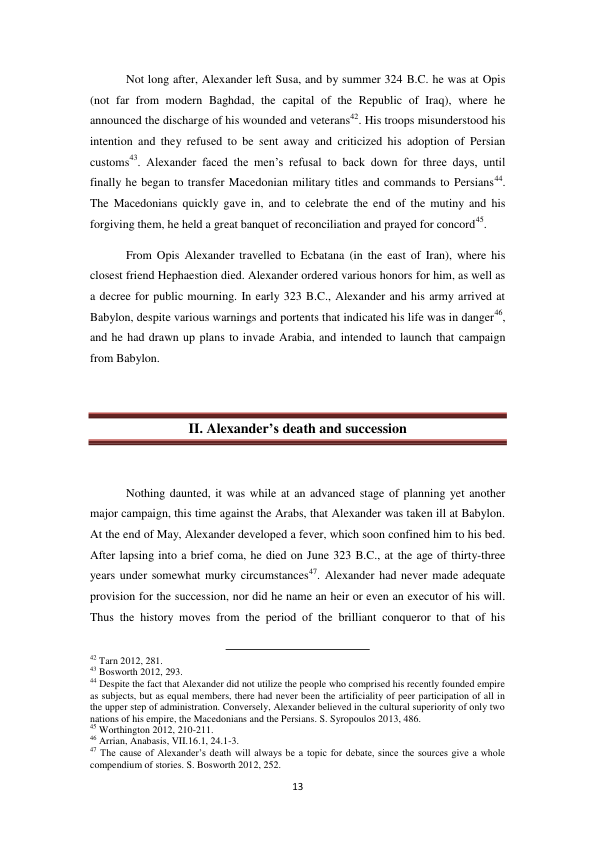 Not long after, Alexander left Susa, and by summer 324 B.C. he was at Opis
(not far from modern Baghdad, the capital of the Republic of Iraq), where he
announced the discharge of his wounded and veterans42. His troops misunderstood his
intention and they refused to be sent away and criticized his adoption of Persian
customs43. Alexander faced the men’s refusal to back down for three days, until
finally he began to transfer Macedonian military titles and commands to Persians44.
The Macedonians quickly gave in, and to celebrate the end of the mutiny and his
forgiving them, he held a great banquet of reconciliation and prayed for concord45.
From Opis Alexander travelled to Ecbatana (in the east of Iran), where his
closest friend Hephaestion died. Alexander ordered various honors for him, as well as
a decree for public mourning. In early 323 B.C., Alexander and his army arrived at
Babylon, despite various warnings and portents that indicated his life was in danger46,
and he had drawn up plans to invade Arabia, and intended to launch that campaign
from Babylon.
II. Alexander’s death and succession
Nothing daunted, it was while at an advanced stage of planning yet another
major campaign, this time against the Arabs, that Alexander was taken ill at Babylon.
At the end of May, Alexander developed a fever, which soon confined him to his bed.
After lapsing into a brief coma, he died on June 323 B.C., at the age of thirty-three
years under somewhat murky circumstances47. Alexander had never made adequate
provision for the succession, nor did he name an heir or even an executor of his will.
Thus the history moves from the period of the brilliant conqueror to that of his
42 Tarn 2012, 281.
43 Bosworth 2012, 293.
44 Despite the fact that Alexander did not utilize the people who comprised his recently founded empire
as subjects, but as equal members, there had never been the artificiality of peer participation of all in
the upper step of administration. Conversely, Alexander believed in the cultural superiority of only two
nations of his empire, the Macedonians and the Persians. S. Syropoulos 2013, 486.
45 Worthington 2012, 210-211.
46 Arrian, Anabasis, VII.16.1, 24.1-3.
47 The cause of Alexander’s death will always be a topic for debate, since the sources give a whole
compendium of stories. S. Bosworth 2012, 252.
13